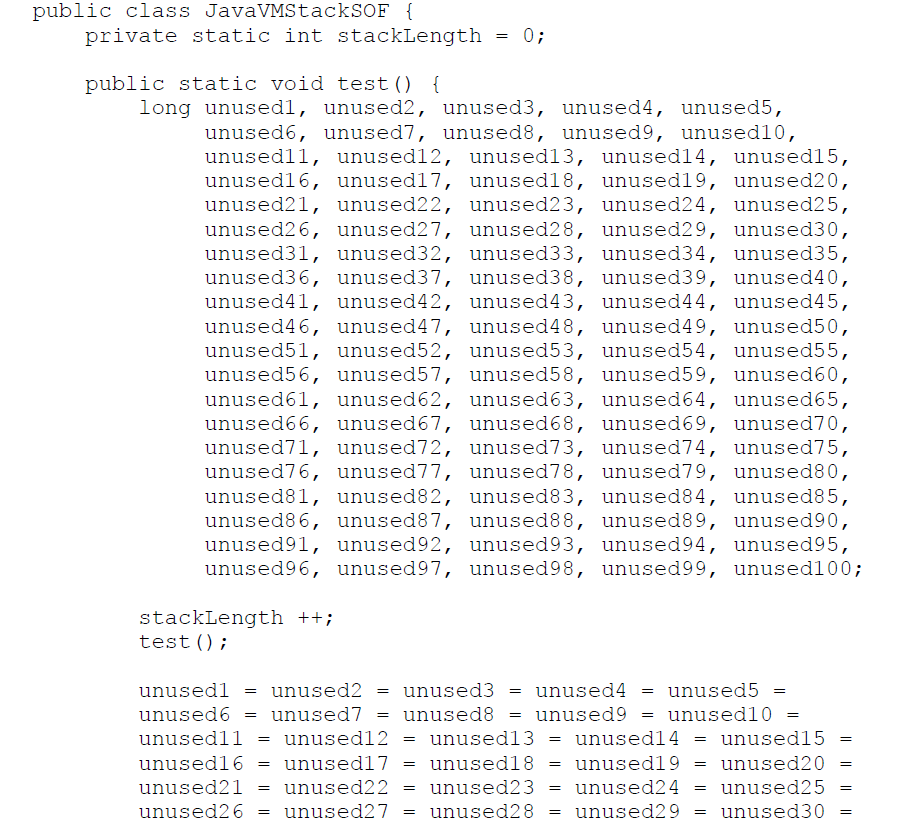 public class JavaVMStackSOF {
    private static int stackLength = 0;

    public static void test() {
        long unused1, unused2, unused3, unused4, unused5,
             unused6, unused7, unused8, unused9, unused10,
             unused11, unused12, unused13, unused14, unused15,
             unused16, unused17, unused18, unused19, unused20,
             unused21, unused22, unused23, unused24, unused25,
             unused26, unused27, unused28, unused29, unused30,
             unused31, unused32, unused33, unused34, unused35,
             unused36, unused37, unused38, unused39, unused40,
             unused41, unused42, unused43, unused44, unused45,
             unused46, unused47, unused48, unused49, unused50,
             unused51, unused52, unused53, unused54, unused55,
             unused56, unused57, unused58, unused59, unused60,
             unused61, unused62, unused63, unused64, unused65,
             unused66, unused67, unused68, unused69, unused70,
             unused71, unused72, unused73, unused74, unused75,
             unused76, unused77, unused78, unused79, unused80,
             unused81, unused82, unused83, unused84, unused85,
             unused86, unused87, unused88, unused89, unused90,
             unused91, unused92, unused93, unused94, unused95,
             unused96, unused97, unused98, unused99, unused100;

        stackLength ++;
        test();

        unused1 = unused2 = unused3 = unused4 = unused5 =
        unused6 = unused7 = unused8 = unused9 = unused10 =
        unused11 = unused12 = unused13 = unused14 = unused15 =
        unused16 = unused17 = unused18 = unused19 = unused20 =
        unused21 = unused22 = unused23 = unused24 = unused25 =
        unused26 = unused27 = unused28 = unused29 = unused30 =